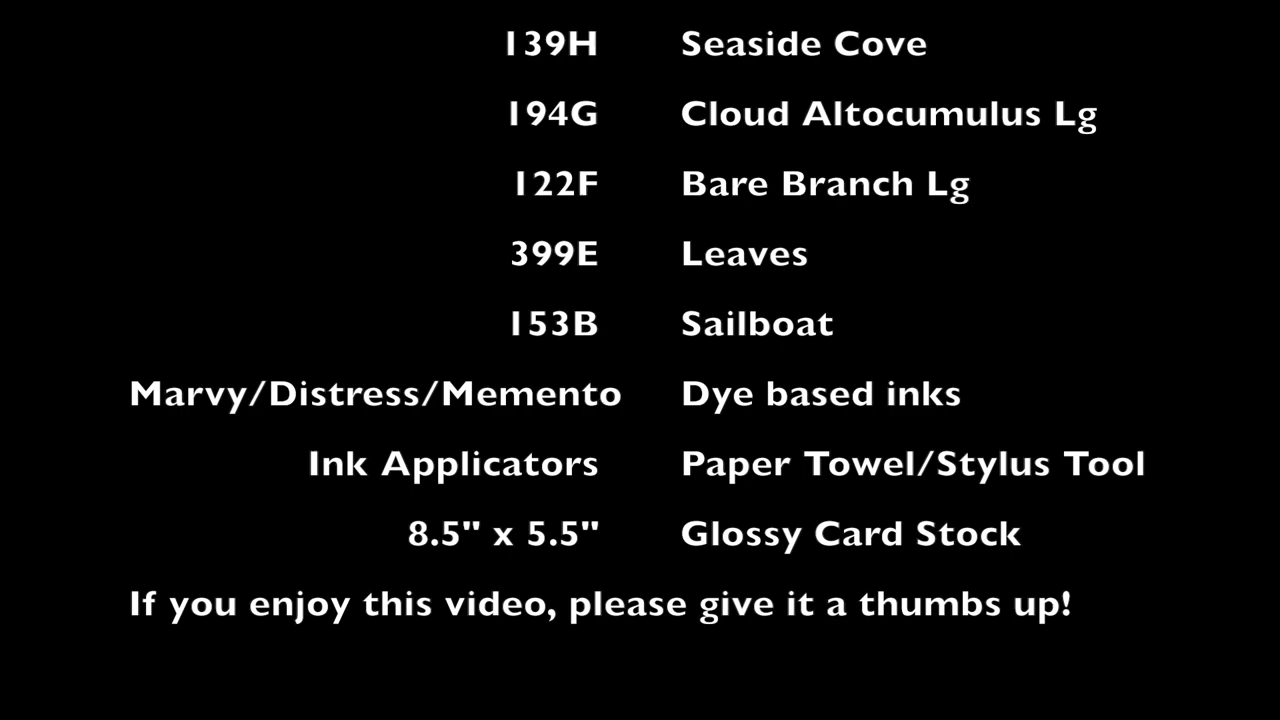 139H Seaside Cove
194G Cloud Altocumulus Lg
122F Bare Branch Lg
399E Leaves
153B Sailboat
Marvy/Distress/Memento Dye based inks
Ink Applicators Paper Towel/Stylus Tool
8.5" x 5.5" Glossy Card Stock
If you enjoy this video, please give it a thumbs up!